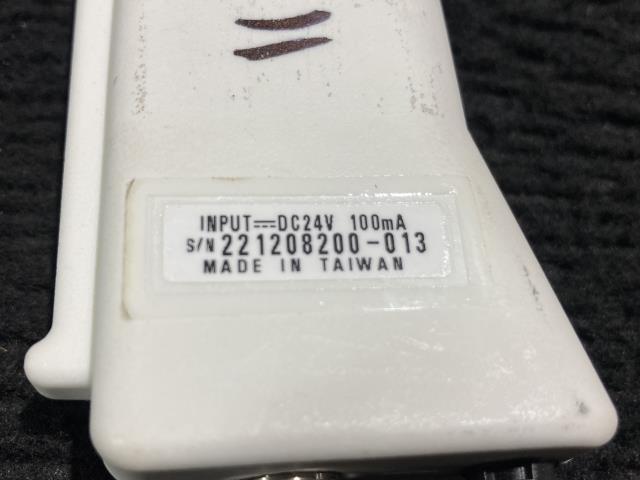 INPUT⎓DC24V 100mA
S/N 221208200-013
MADE IN TAIWAN